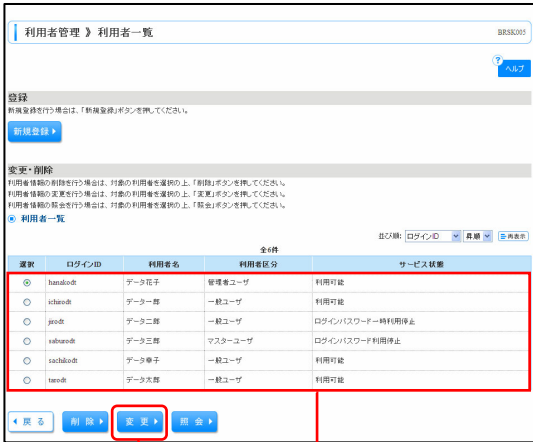 利用者管理 》利用者一覧
BRSK005
?
ヘルプ
登録
新規登録を行う場合は、「新規登録」ボタンを押してください。
新規登録
変更・削除
利用者情報の削除を行う場合は、対象の利用者を選択の上、「削除」ボタンを押してください。
利用者情報の変更を行う場合は、対象の利用者を選択の上、「変更」ボタンを押してください。
利用者情報の照会を行う場合は、対象の利用者を選択の上、「照会」ボタンを押してください。
利用者一覧
並び順: ログインID 昇順 再表示
全6件
選択 ログインID 利用者名 利用者区分 サービス状態
hanakodt データ花子 管理者ユーザ 利用可能
ichirodt データ一郎 一般ユーザ 利用可能
jirodt データ二郎 一般ユーザ ログインパスワード一時利用停止
saburodt データ三郎 マスターユーザ ログインパスワード利用停止
sachikodt データ幸子 一般ユーザ 利用可能
tarodt データ太郎 一般ユーザ 利用可能
戻る 削除 変更 照会